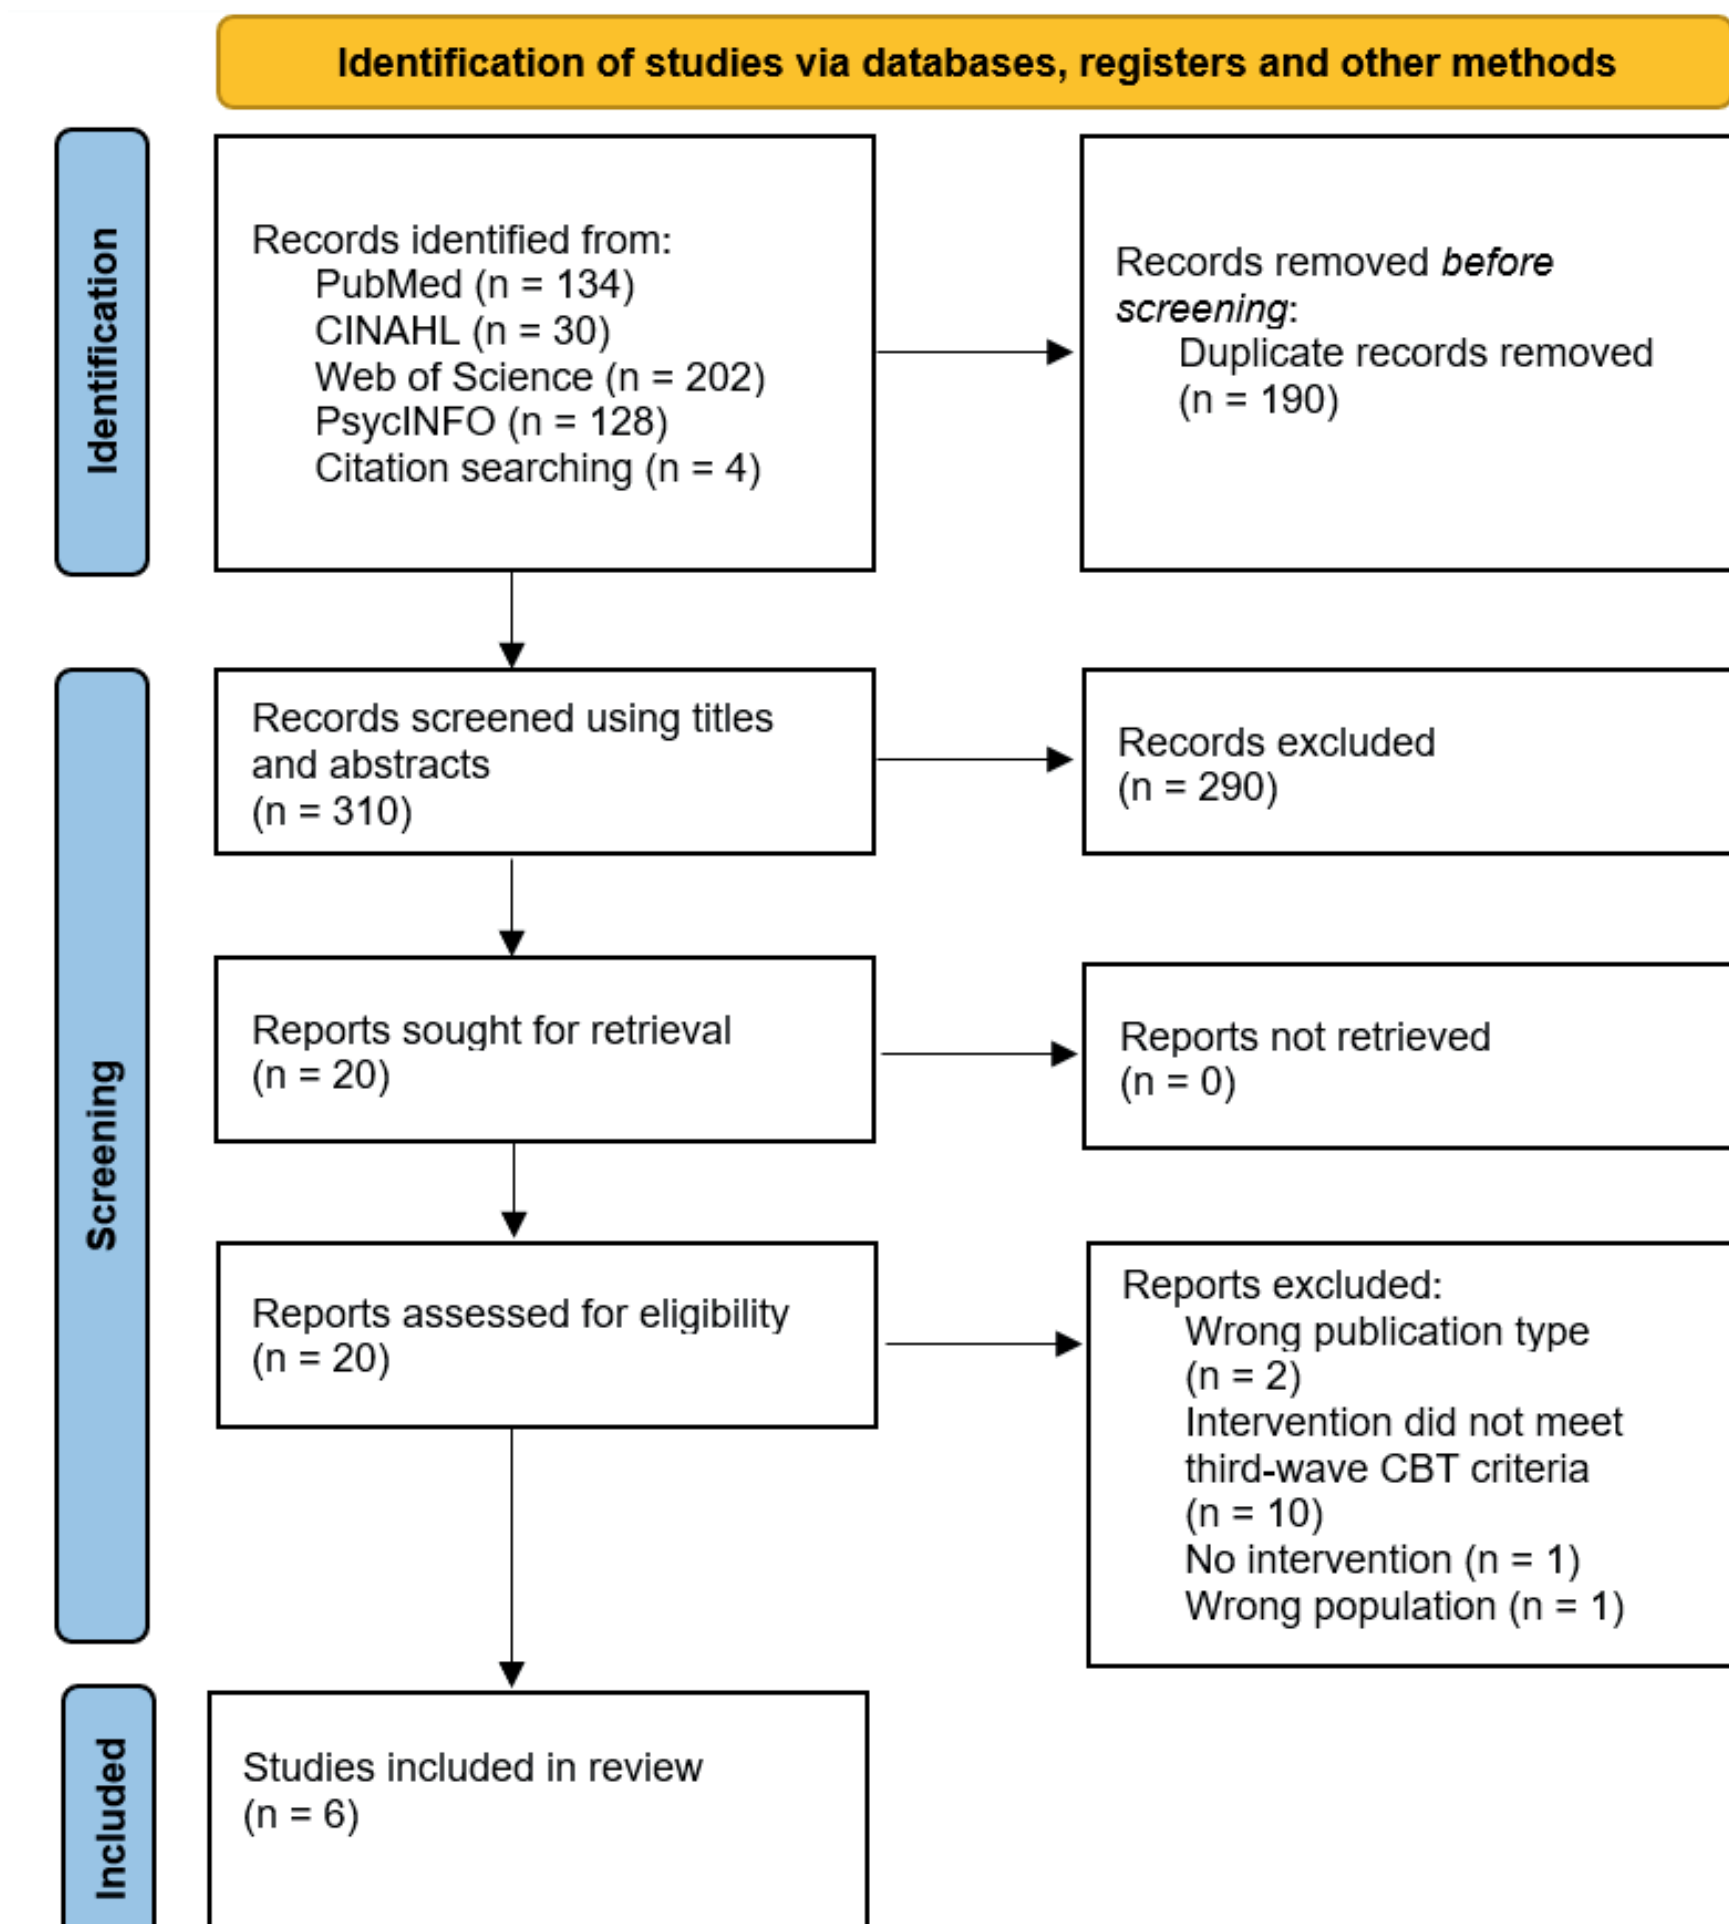 Identification of studies via databases, registers and other methods
Identification
Records identified from:
PubMed (n = 134)
CINAHL (n = 30)
Web of Science (n = 202)
PsycINFO (n = 128)
Citation searching (n = 4)
Records removed before
screening:
Duplicate records removed
(n = 190)
Screening
Records screened using titles
and abstracts
(n = 310)
Records excluded
(n = 290)
Reports sought for retrieval
(n = 20)
Reports not retrieved
(n = 0)
Reports assessed for eligibility
(n = 20)
Reports excluded:
Wrong publication type
(n = 2)
Intervention did not meet
third-wave CBT criteria
(n = 10)
No intervention (n = 1)
Wrong population (n = 1)
Included
Studies included in review
(n = 6)